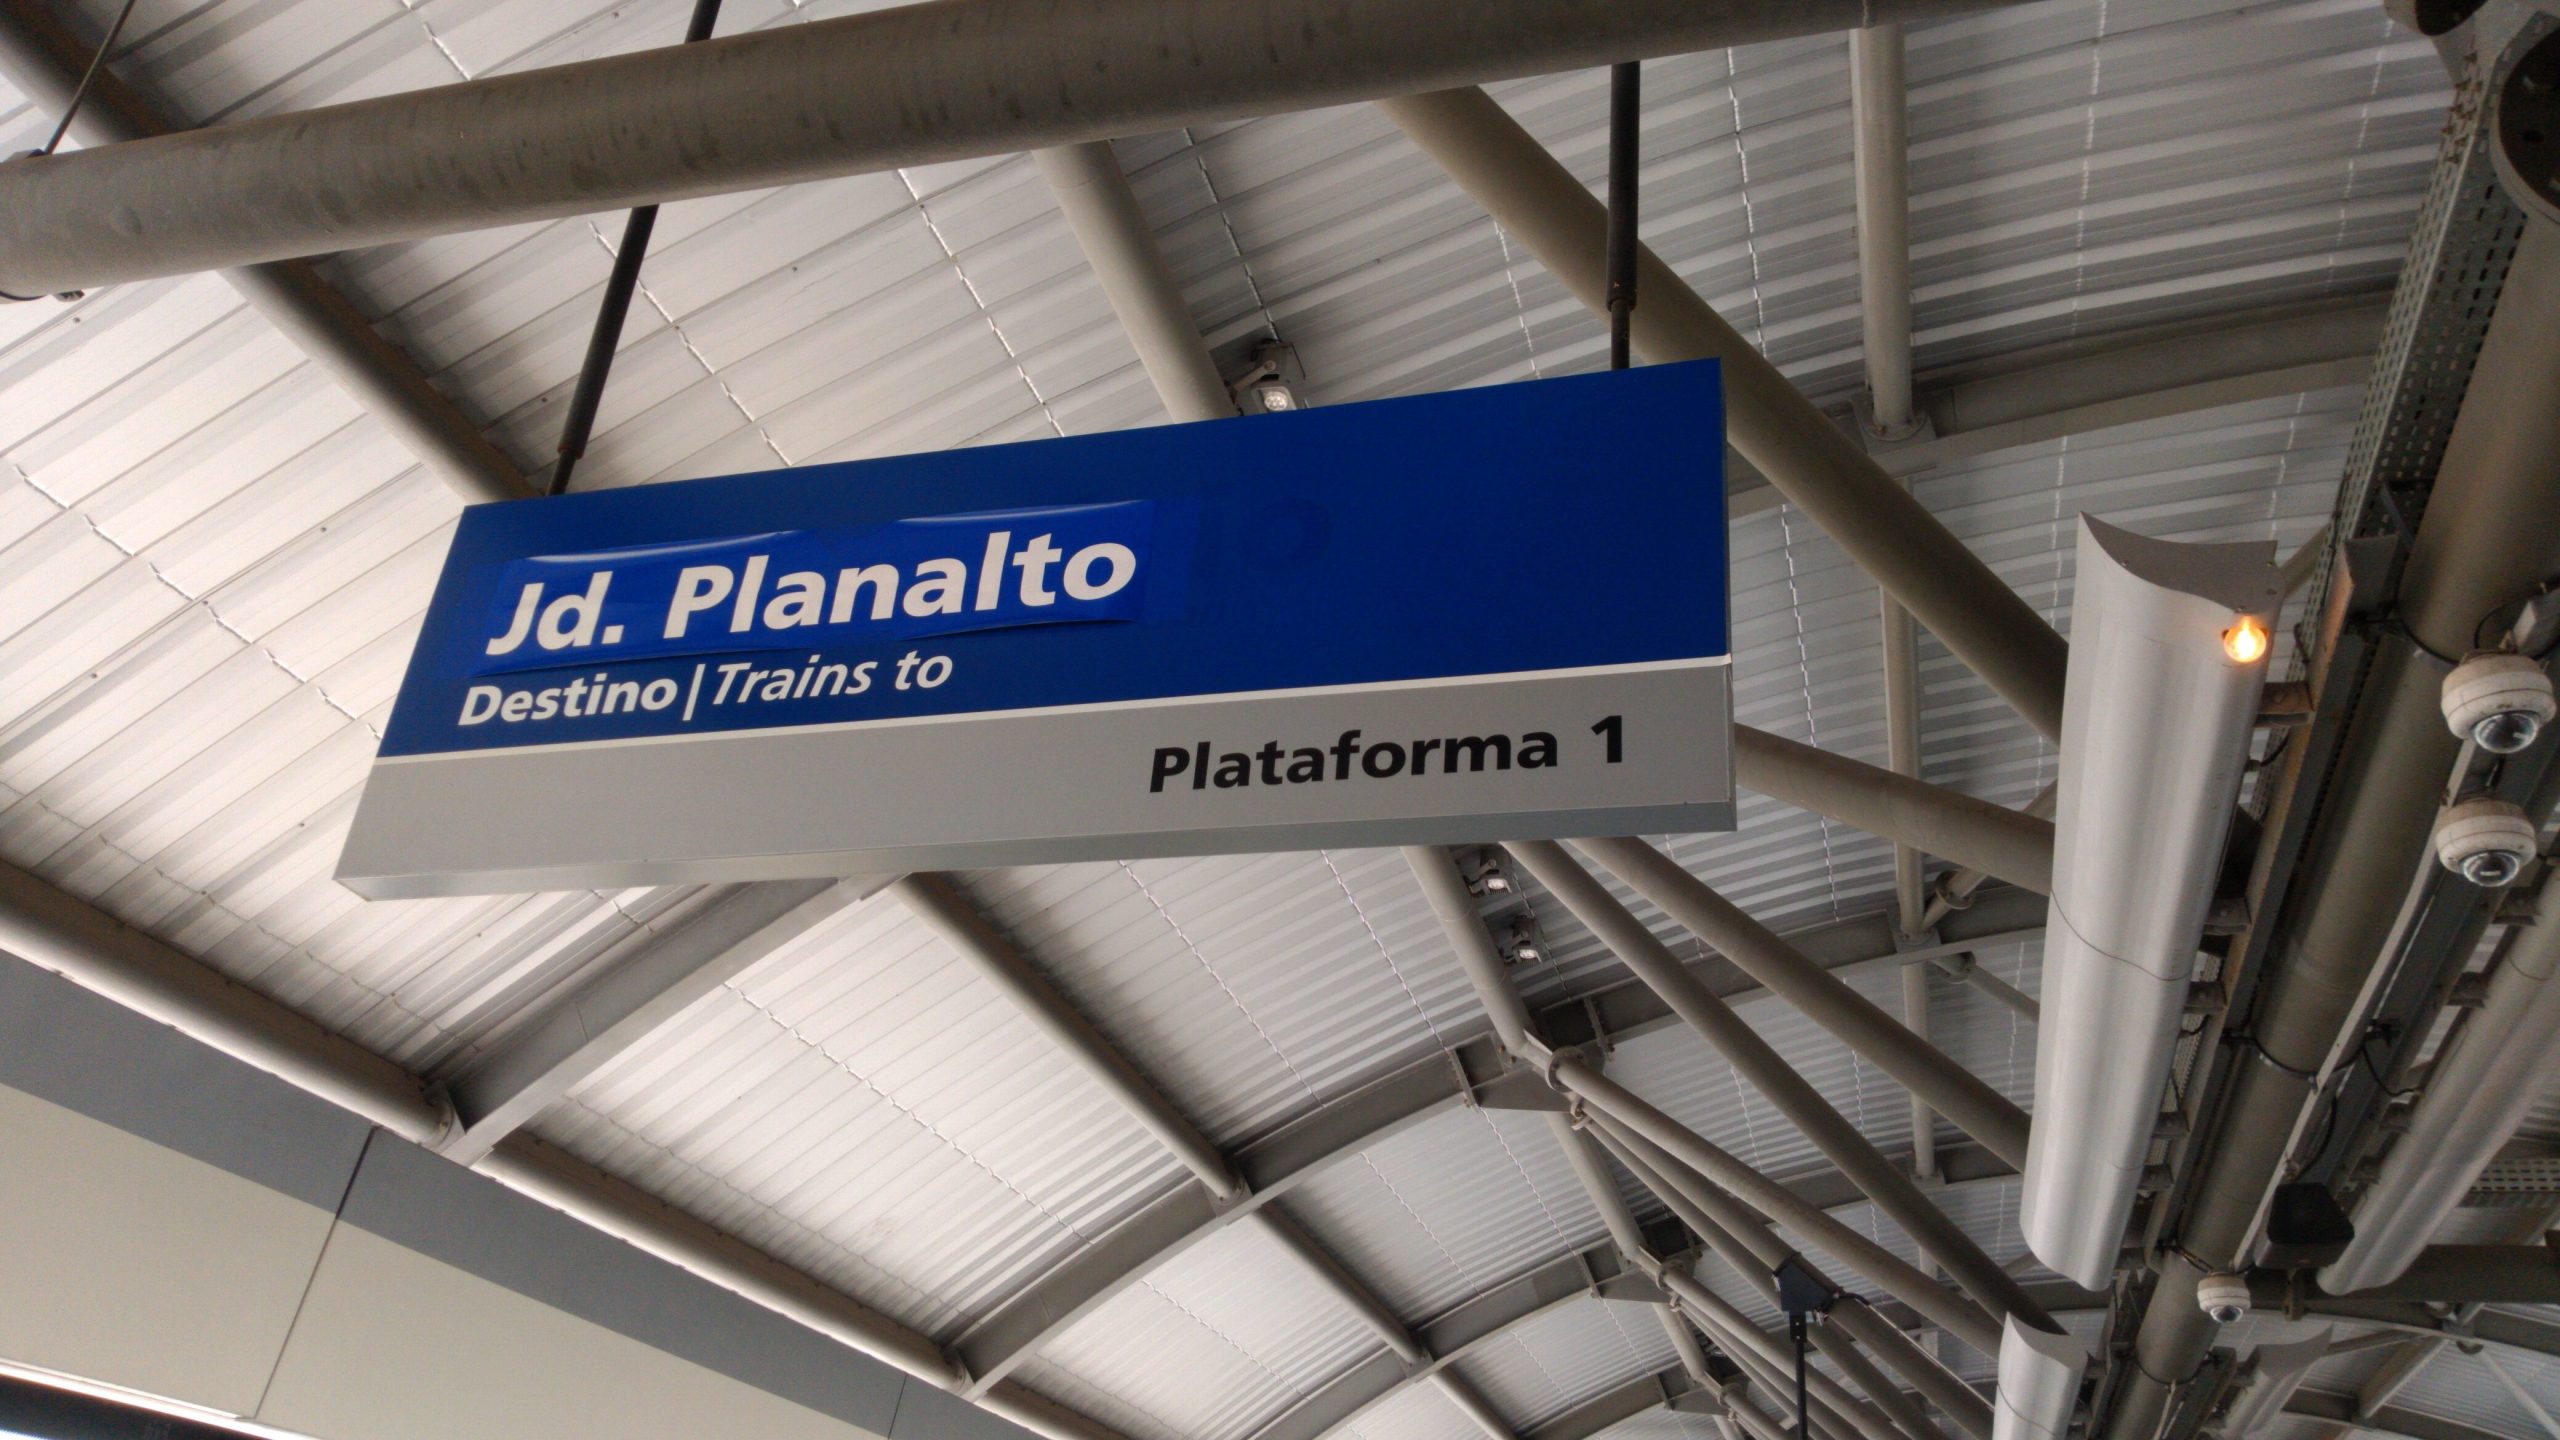 Jd. Planalto
Destino|Trains to
Plataforma 1